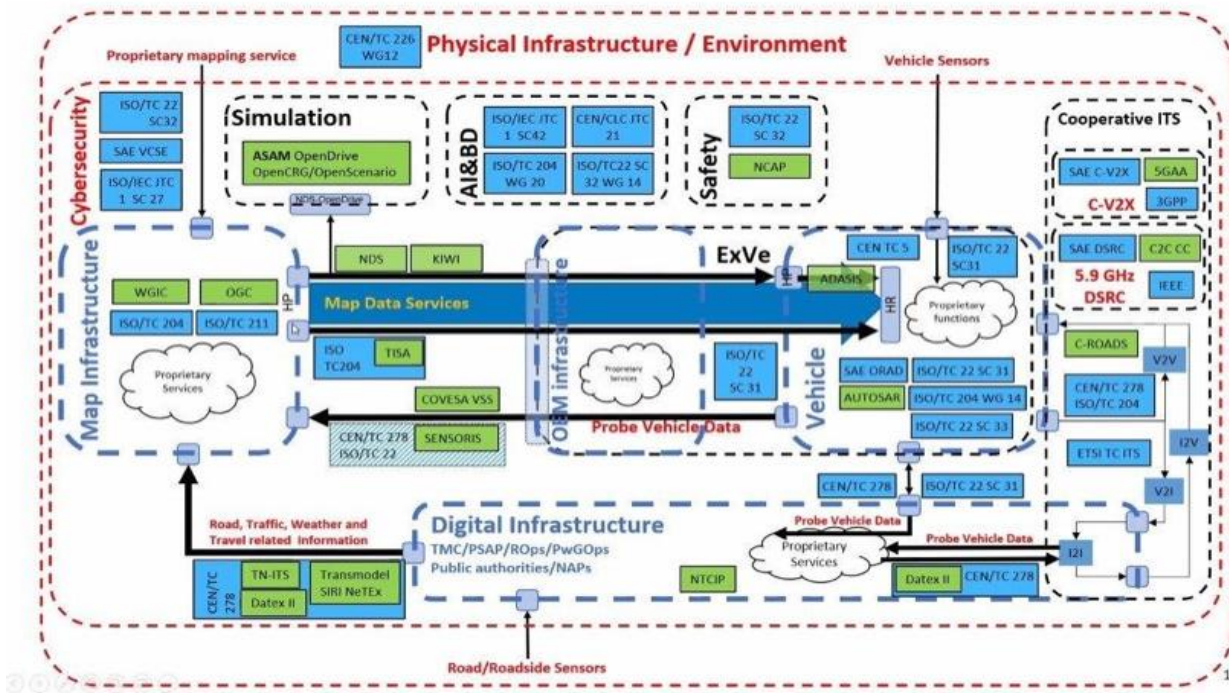 CEN/TC 226
WG12
Physical Infrastructure / Environment
Proprietary mapping service
Vehicle Sensors
Cybersecurity
ISO/TC 22
SC32
SAE VCSE
ISO/IEC JTC
1 SC 27
Simulation
ASAM OpenDrive
OpenCRG/OpenScenario
NDS-OpenDrive
AI&BD
ISO/IEC JTC
1 SC42
CEN/CLC JTC
21
ISO/TC 204
WG 20
ISO/TC22 SC
32 WG 14
Safety
ISO/TC 22
SC 32
NCAP
Cooperative ITS
SAE C-V2X
5GAA
C-V2X
3GPP
SAE DSRC
C2C CC
5.9 GHz
DSRC
IEEE
Map Infrastructure
WGIC
OGC
ISO/TC 204
ISO/TC 211
Proprietary
Services
HP
NDS
KIWI
Map Data Services
ISO
TC204
TISA
COVESA VSS
CEN/TC 278
ISO/TC 22
SENSORIS
OEM infrastructure
Proprietary
Services
Probe Vehicle Data
ExVe
ISO/TC
22
SC 31
Vehicle
HP
ADASIS
HR
CEN TC 5
ISO/TC 22
SC31
Proprietary
functions
SAE ORAD
ISO/TC 22 SC 31
AUTOSAR
ISO/TC 204 WG 14
ISO/TC 22 SC 33
C-ROADS
V2V
CEN/TC 278
ISO/TC 204
I2V
ETSI TC ITS
V2I
I2I
CEN/TC 278
ISO/TC 22 SC 31
Digital Infrastructure
TMC/PSAP/ROps/PwGOps
Public authorities/NAPs
Probe Vehicle Data
Proprietary
Services
Probe Vehicle Data
NTCIP
Datex II
CEN/TC 278
Road, Traffic, Weather and
Travel related Information
CEN/TC
278
TN-ITS
Datex II
Transmodel
SIRI NeTEx
Road/Roadside Sensors